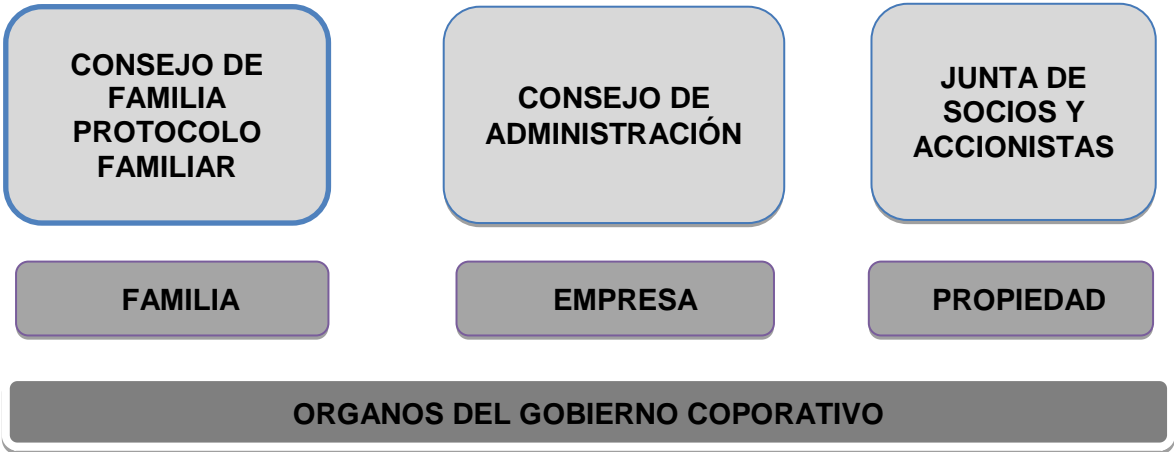 CONSEJO DE
FAMILIA
PROTOCOLO
FAMILIAR
CONSEJO DE
ADMINISTRACIÓN
JUNTA DE
SOCIOS Y
ACCIONISTAS
FAMILIA
EMPRESA
PROPIEDAD
ORGANOS DEL GOBIERNO COPORATIVO